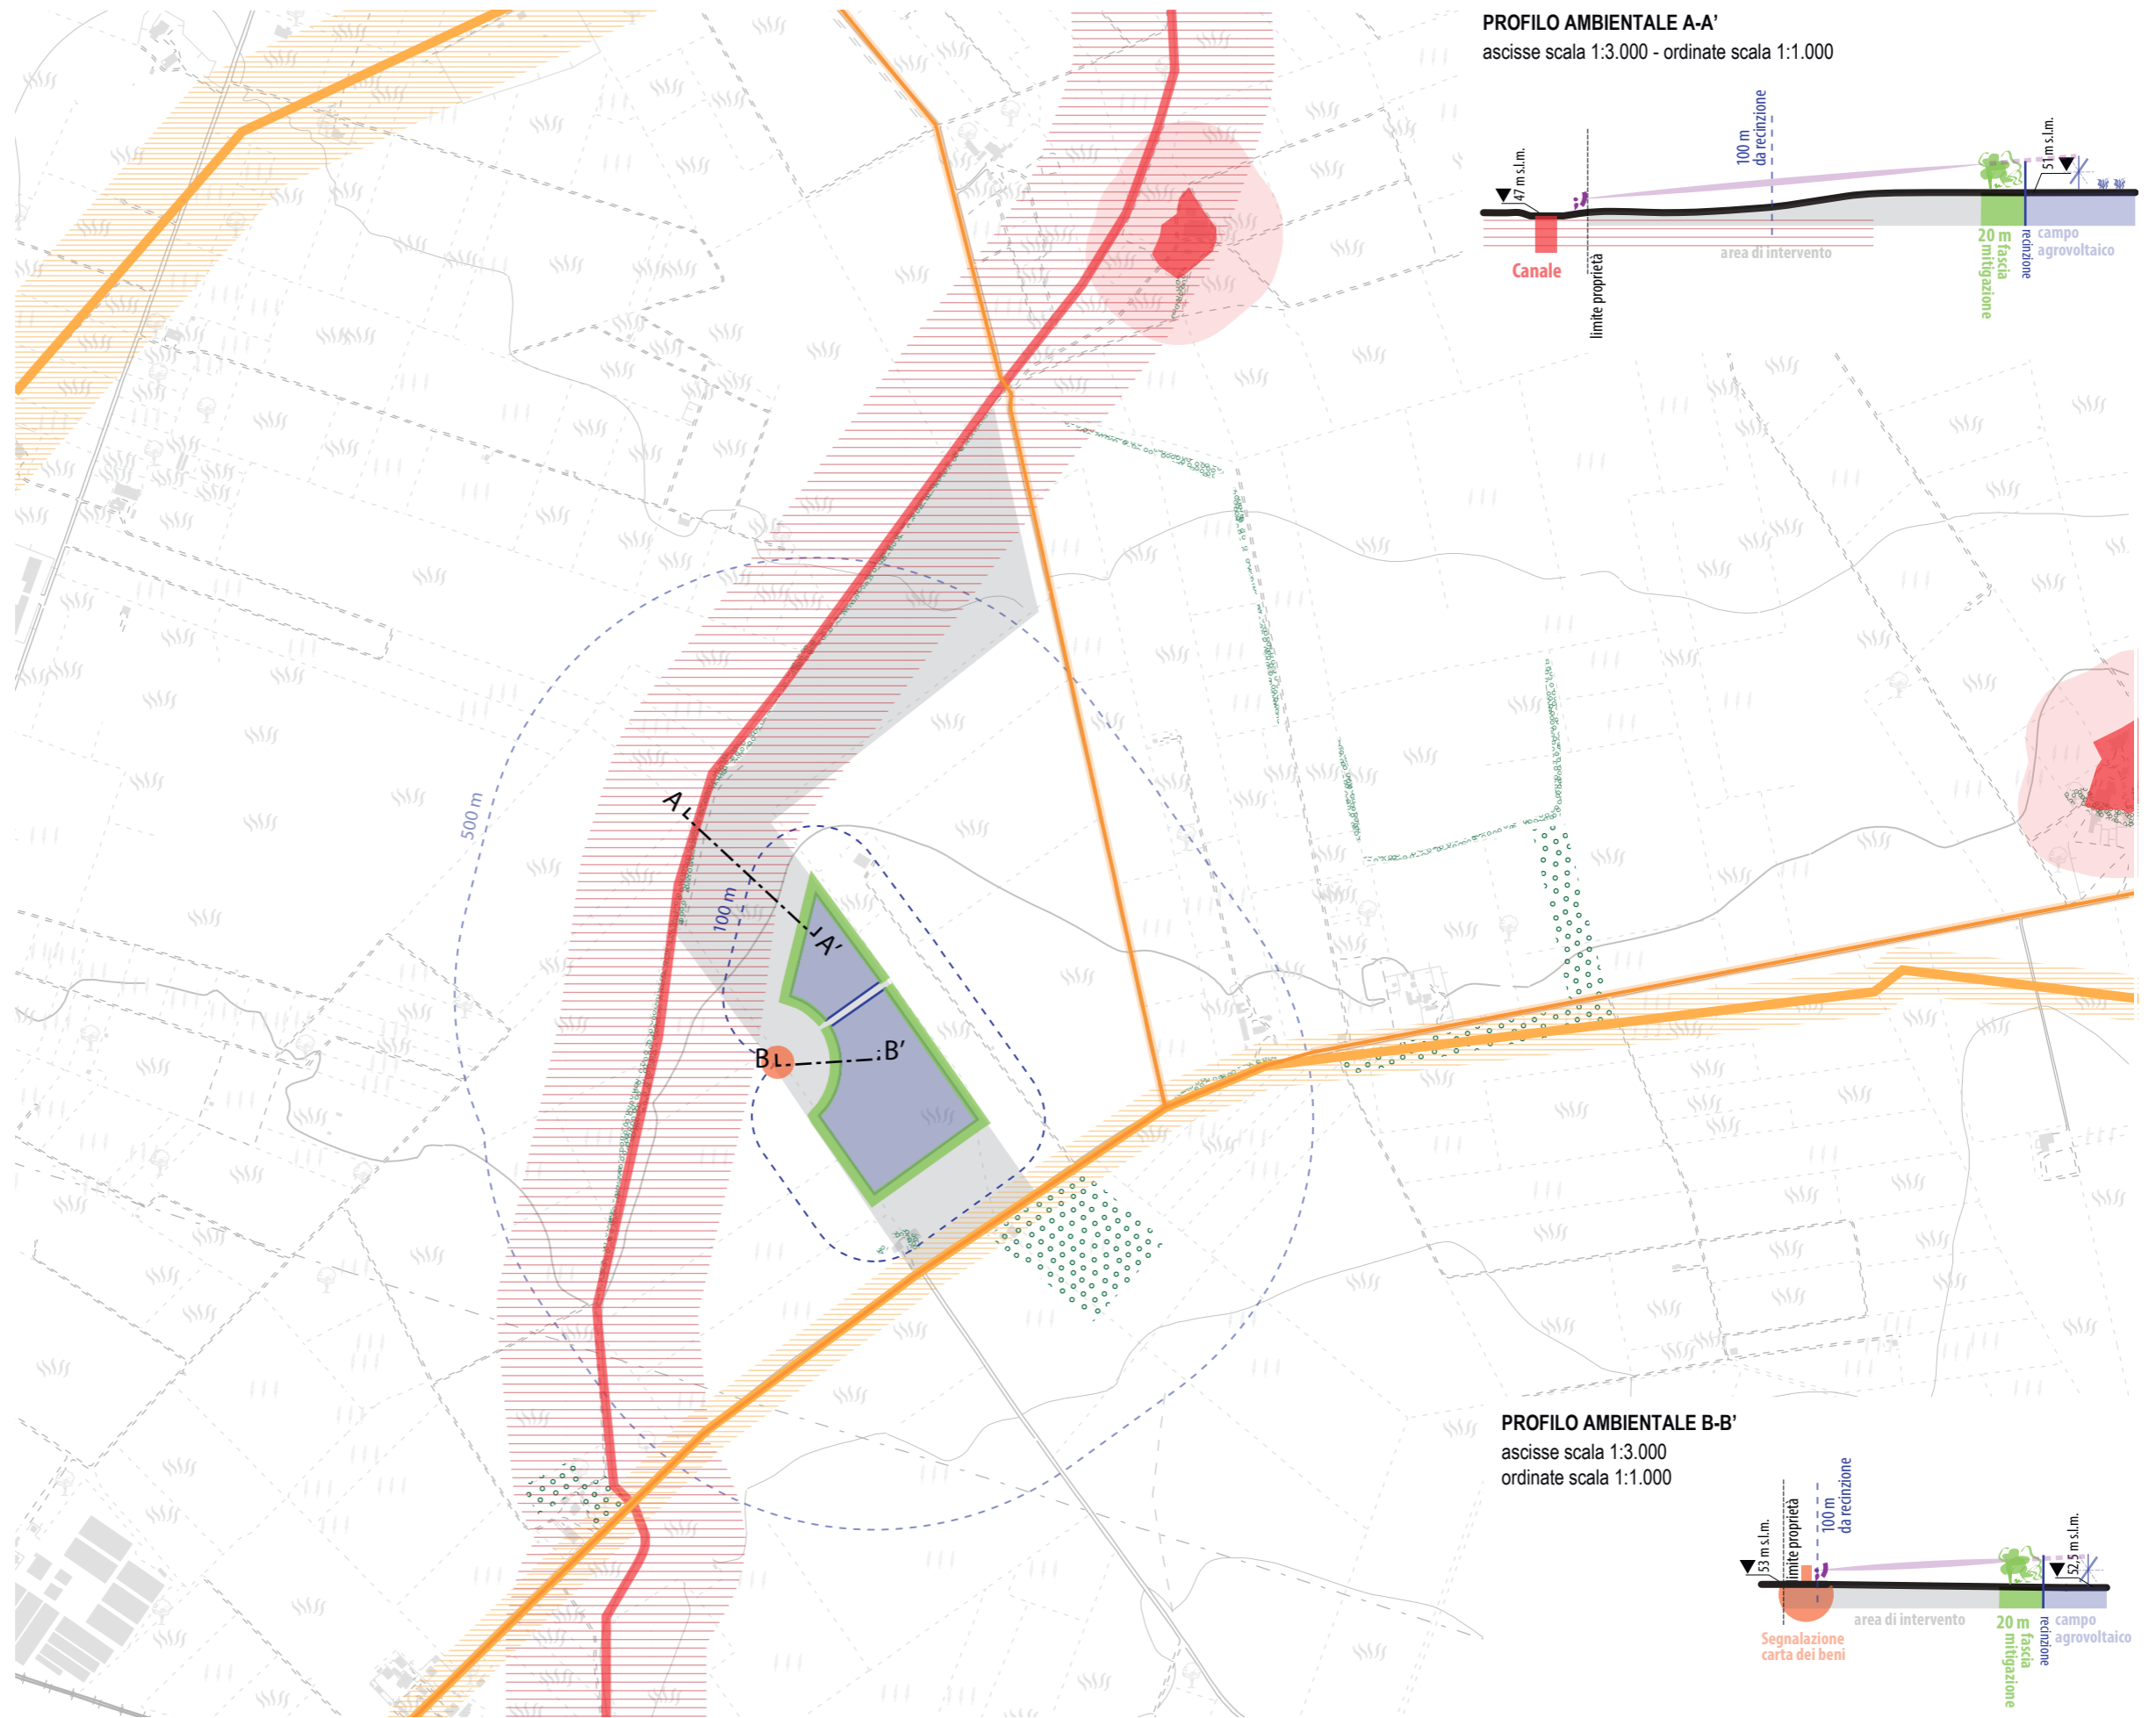 PROFILO AMBIENTALE A-A'
ascisse scala 1:3.000 - ordinate scala 1:1.000
47 m s.l.m.
100 m
da recinzione
51m s.l.m.
Canale
limite proprietà
area di intervento
20 m fascia
mitigazione
recinzione
campo
agrovoltaico
500 m
A
100 m
A'
B
B'
PROFILO AMBIENTALE B-B'
ascisse scala 1:3.000
ordinate scala 1:1.000
53 m s.l.m.
limite proprietà
100 m
da recinzione
52,5 m s.l.m.
Segnalazione
carta dei beni
area di intervento
20 m fascia
mitigazione
recinzione
campo
agrovoltaico